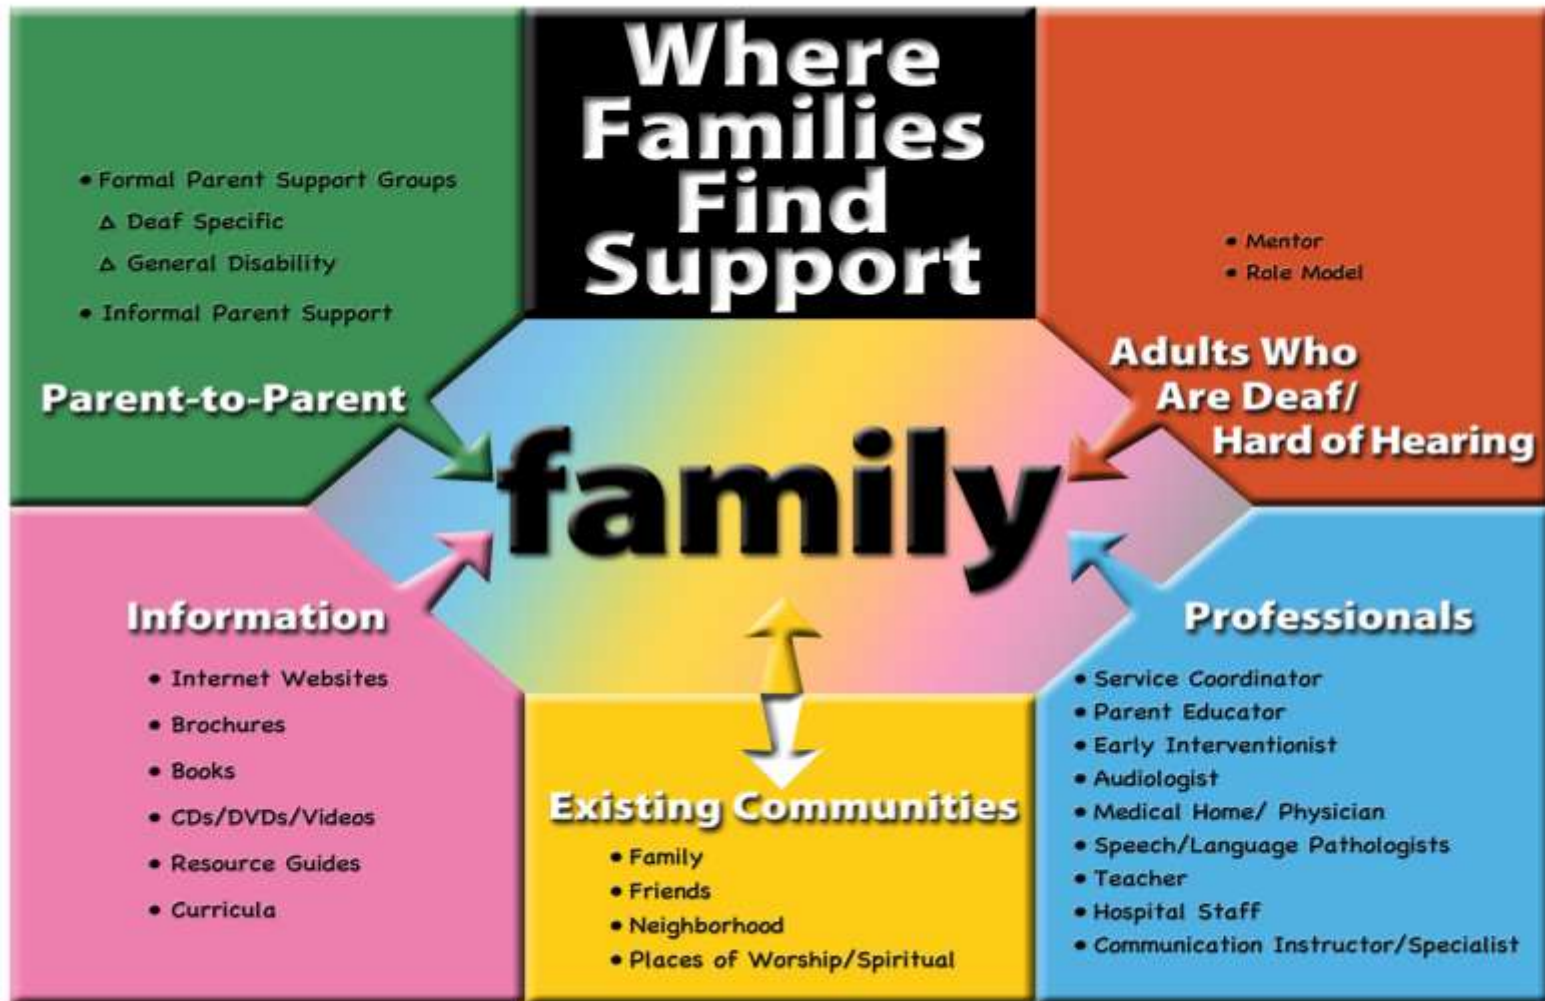 Where
Families
Find
Support
• Formal Parent Support Groups
Δ Deaf Specific
Δ General Disability
• Informal Parent Support
Parent-to-Parent
• Mentor
• Role Model
Adults Who
Are Deaf/
Hard of Hearing
family
Information
• Internet Websites
• Brochures
• Books
• CDs/DVDs/Videos
• Resource Guides
• Curricula
Existing Communities
• Family
• Friends
• Neighborhood
• Places of Worship/Spiritual
Professionals
• Service Coordinator
• Parent Educator
• Early Interventionist
• Audiologist
• Medical Home/ Physician
• Speech/Language Pathologists
• Teacher
• Hospital Staff
• Communication Instructor/Specialist